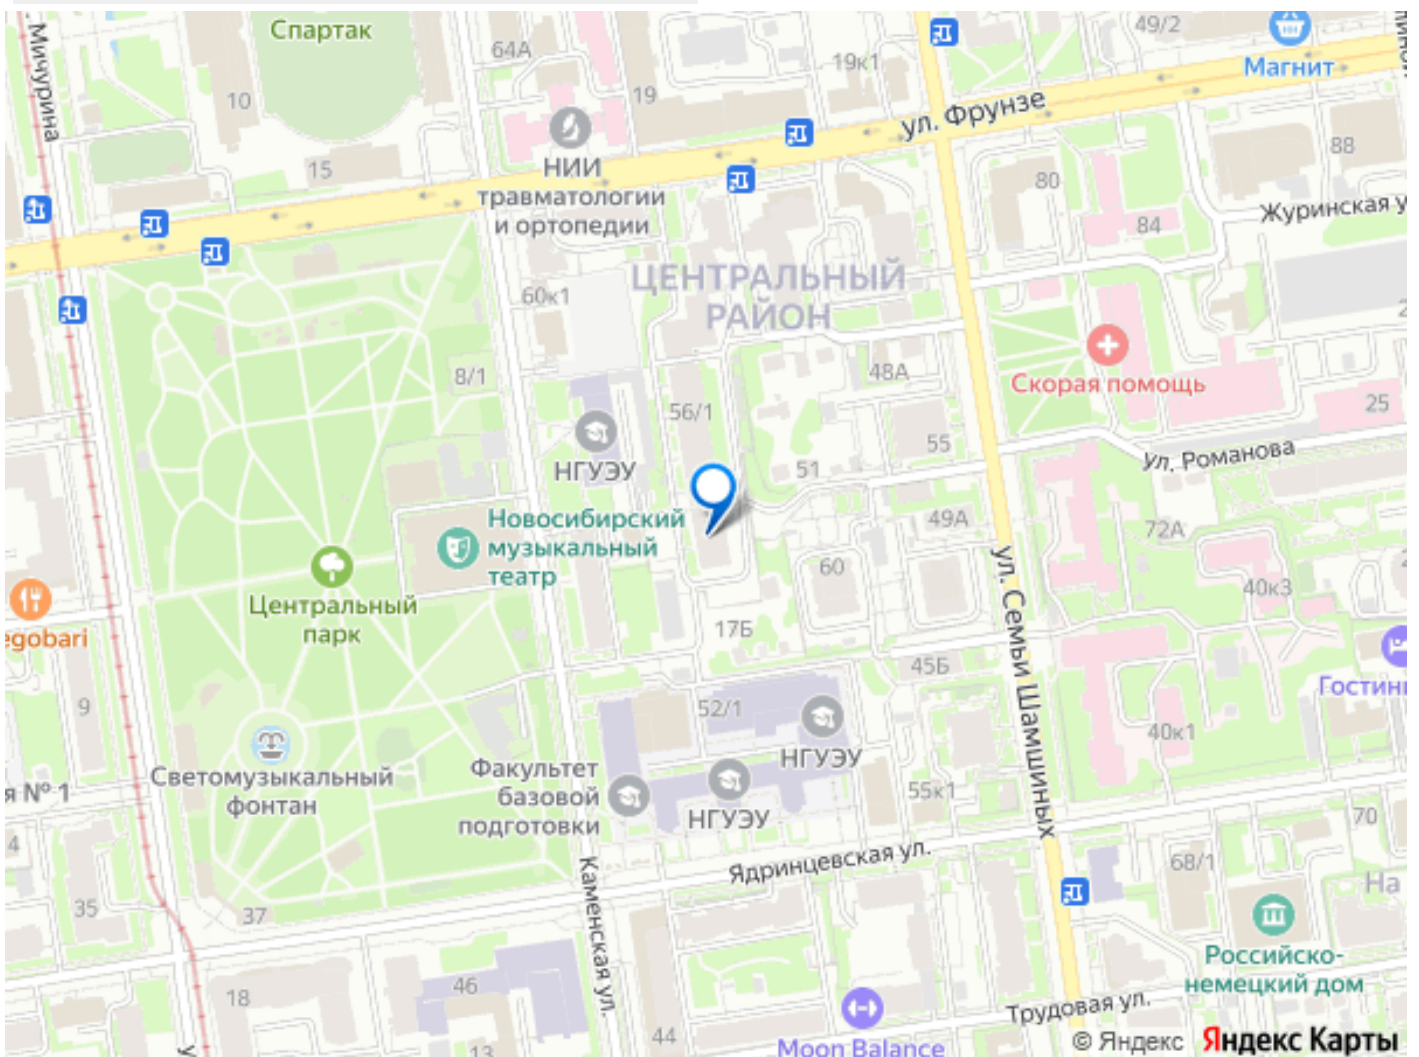 Спартак
64А
49/2
19к1
Магнит
Мичурина
10
19
ул. Фрунзе
15
НИИ
травматологии
и ортопедии
88
80
Журинская у
84
ЦЕНТРАЛЬНЫЙ
РАЙОН
60к1
8/1
48А
Скорая помощь
56/1
25
55
НГУЭУ
51
ул. Романова
Новосибирский
музыкальный
театр
49А
72А
60
40к3
Центральный
парк
egobari
17Б
ул. Семьи Шамшиных
45Б
Гостини
9
52/1
40к1
НГУЭУ
Светомузыкальный
фонтан
Факультет
базовой
подготовки
НГУЭУ
я № 1
55к1
70
4
Ядринцевская ул.
68/1
На
35
37
Каменская ул.
Российско-
немецкий дом
46
18
Трудовая ул.
44
13
Moon Balance
© Яндекс Яндекс Карты